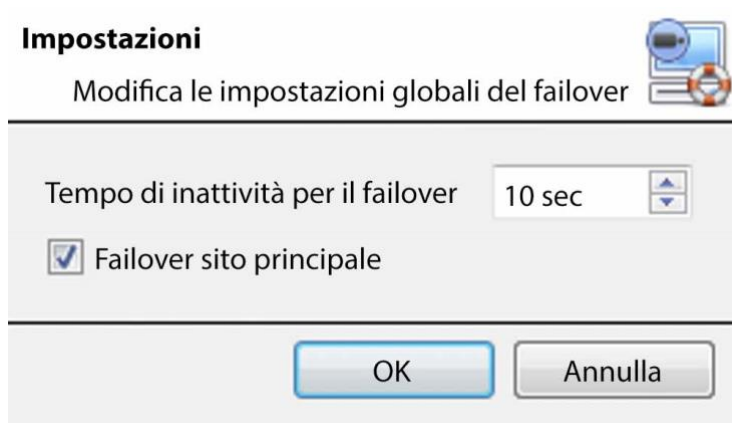 Impostazioni
Modifica le impostazioni globali del failover
Tempo di inattività per il failover 10 sec
Failover sito principale
OK Annulla